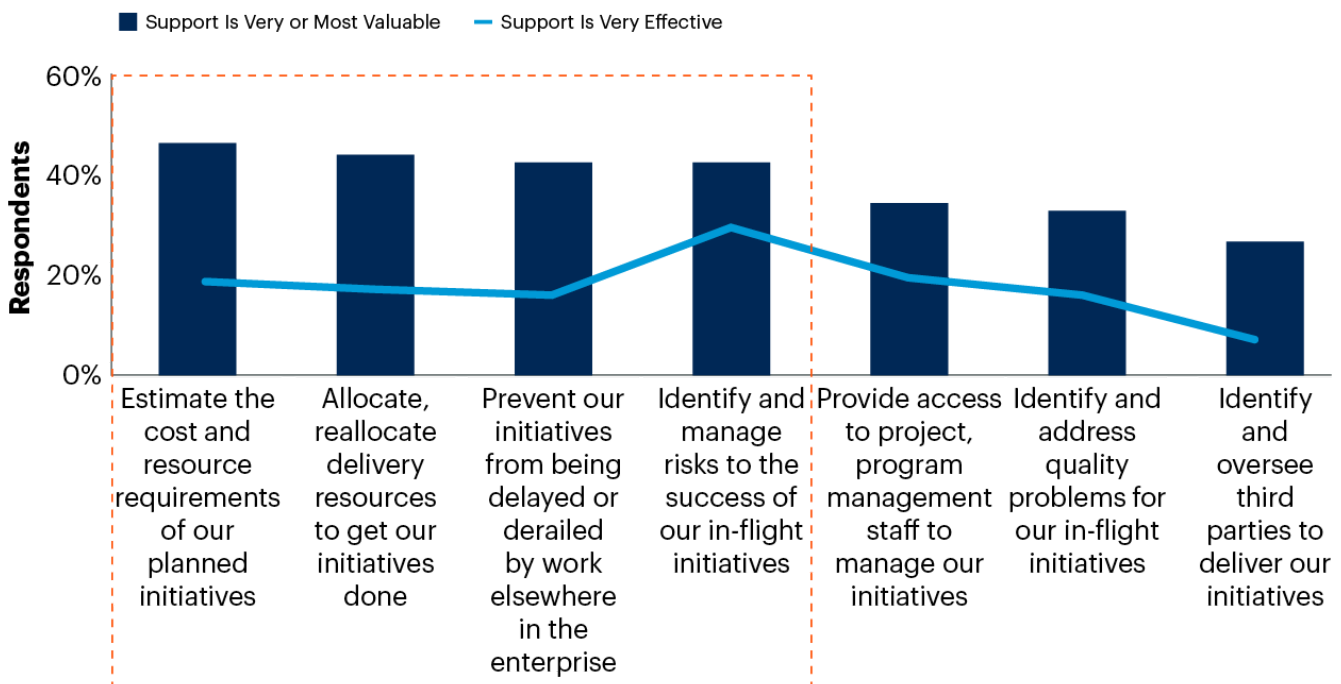 Support Is Very or Most Valuable
Support Is Very Effective
60%
40%
20%
0%
Respondents
Estimate the
cost and
resource
requirements
of our
planned
initiatives
Allocate,
reallocate
delivery
resources
to get our
initiatives
done
Prevent our
initiatives
from being
delayed or
derailed
by work
elsewhere
in the
enterprise
Identify and
manage
risks to the
success of
our in-flight
initiatives
Provide access
to project,
program
management
staff to
manage our
initiatives
Identify and
address
quality
problems for
our in-flight
initiatives
Identify
and
oversee
third
parties to
deliver our
initiatives